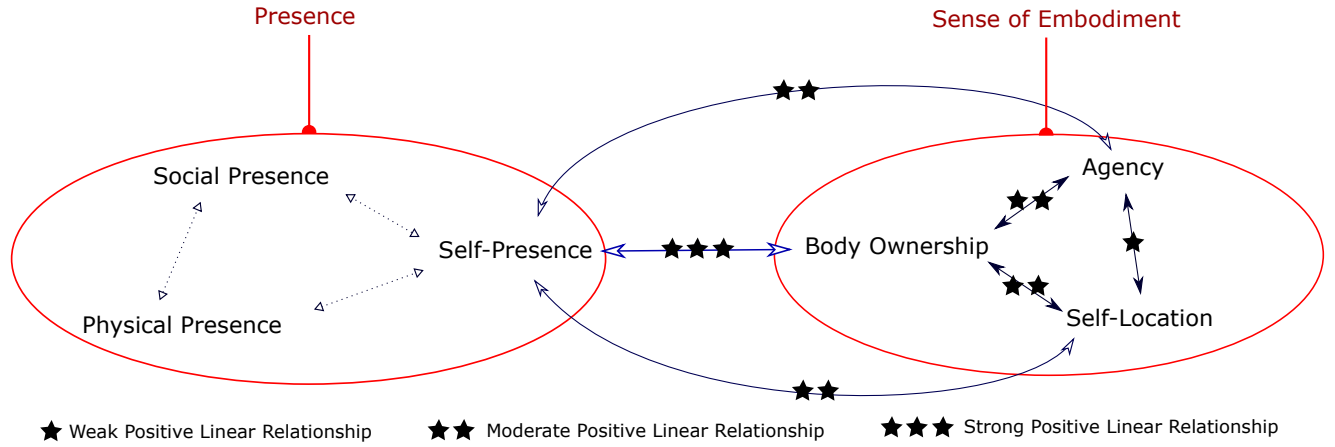 Presence
Sense of Embodiment
Social Presence
Agency
Self-Presence
Body Ownership
Physical Presence
Self-Location
Weak Positive Linear Relationship
Moderate Positive Linear Relationship
Strong Positive Linear Relationship